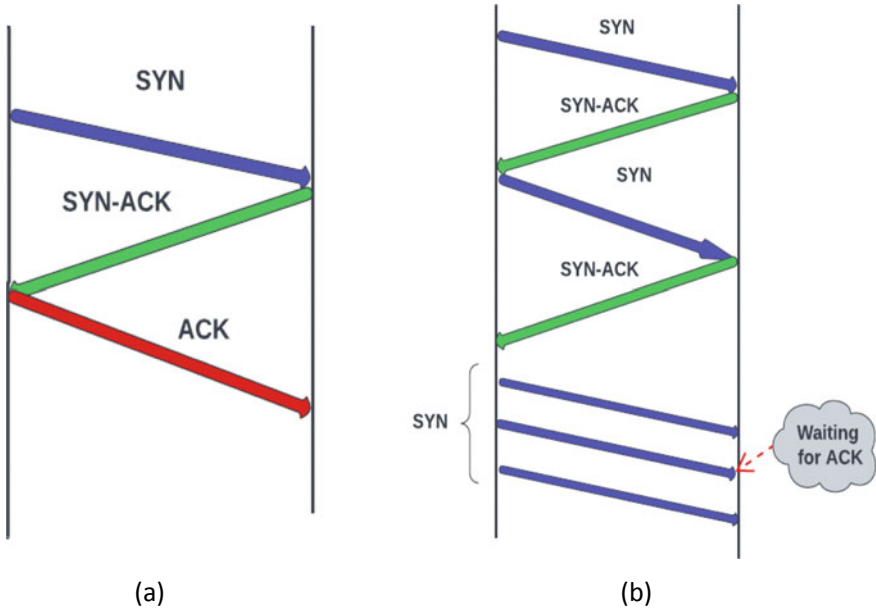 SYN
SYN-ACK
ACK
(a)
SYN
SYN-ACK
SYN
SYN-ACK
SYN
Waiting
for ACK
(b)